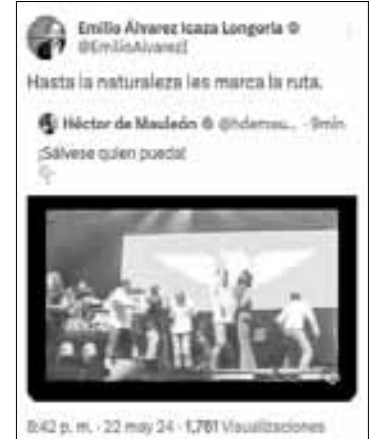 Emilio Álvarez Icaza Longoria
@EmilioAlvarezI
Hasta la naturaleza les marca la ruta.
Héctor de Mauleón @hdemau... · 9min
¡Sálvese quien pueda!
8:42 p. m. · 22 may 24 · 1,781 Visualizaciones